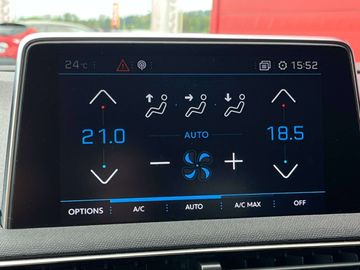 24°C 15:52
21.0 AUTO 18.5
OPTIONS A/C AUTO A/C MAX OFF